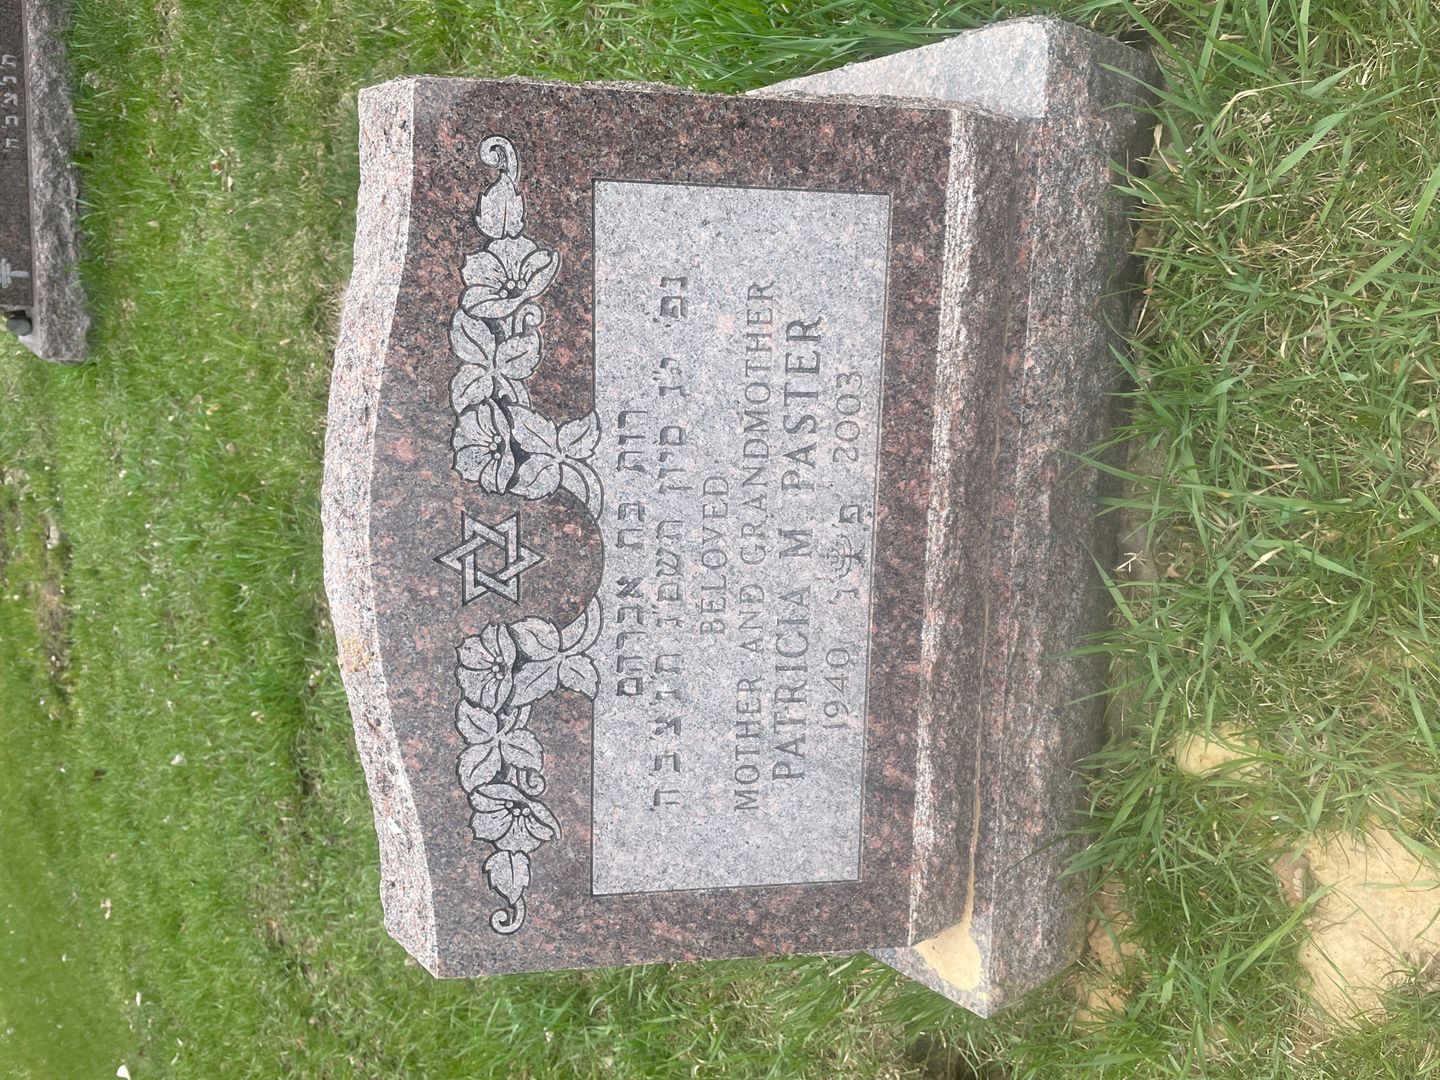 רות בת אברהם
נפ' י"ג סיון תשס"ג ת'נ'צ'ב'ה
BELOVED
MOTHER AND GRANDMOTHER
PATRICIA M PASTER
1940 נ פ' 2003
ת נ צ ב ה